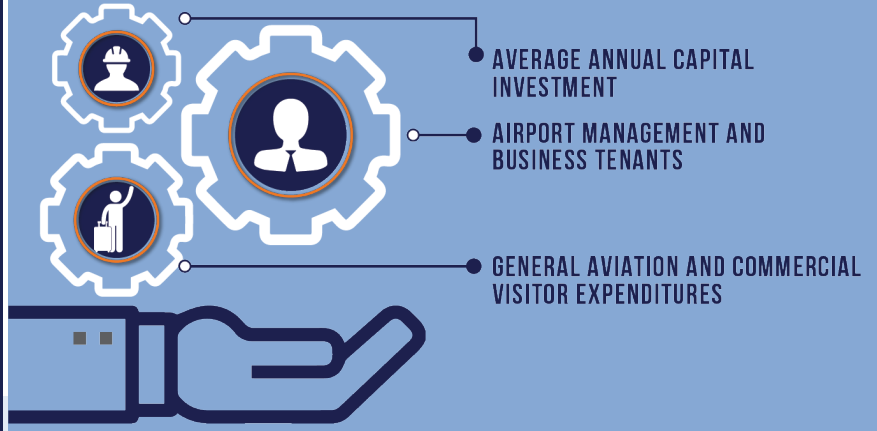 AVERAGE ANNUAL CAPITAL
INVESTMENT
AIRPORT MANAGEMENT AND
BUSINESS TENANTS
GENERAL AVIATION AND COMMERCIAL
VISITOR EXPENDITURES